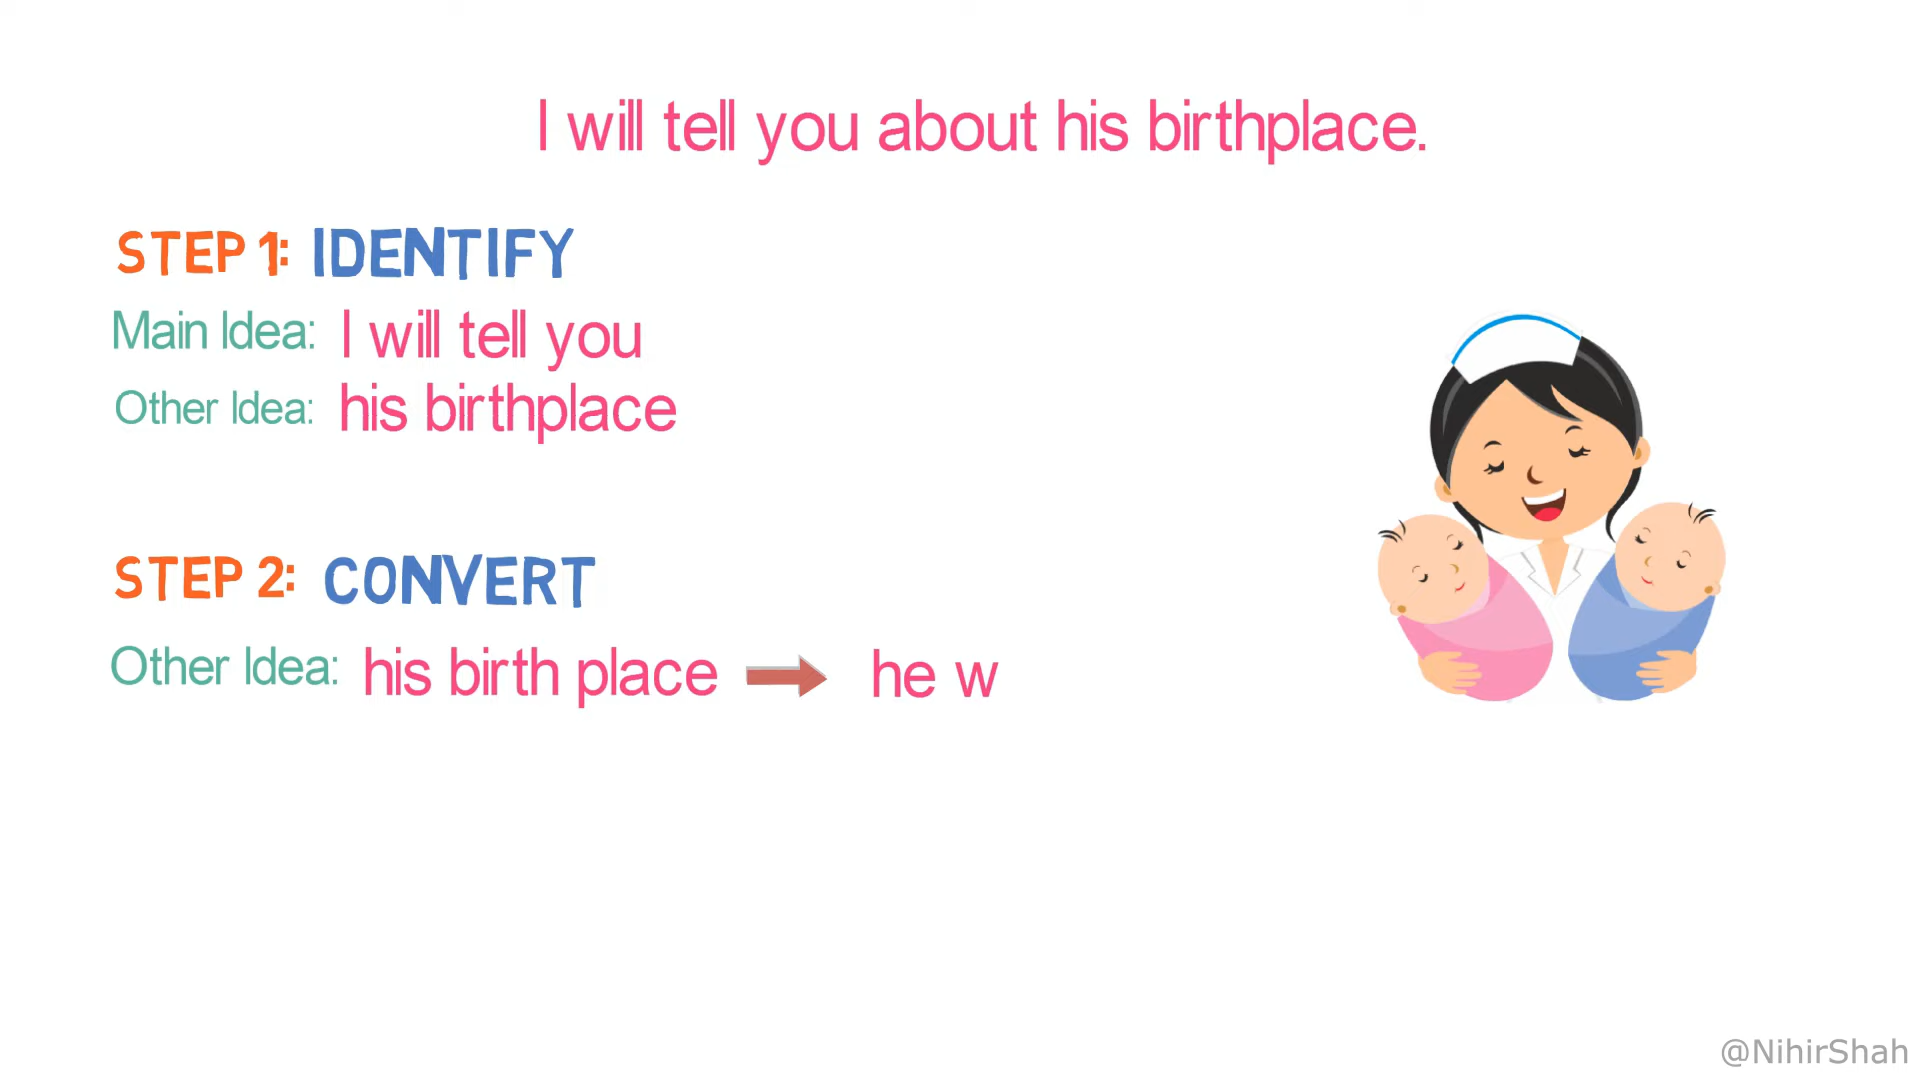 I will tell you about his birthplace.
STEP 1: IDENTIFY
Main Idea: I will tell you
Other Idea: his birthplace
STEP 2: CONVERT
Other Idea: his birth place he w
@NihirShah